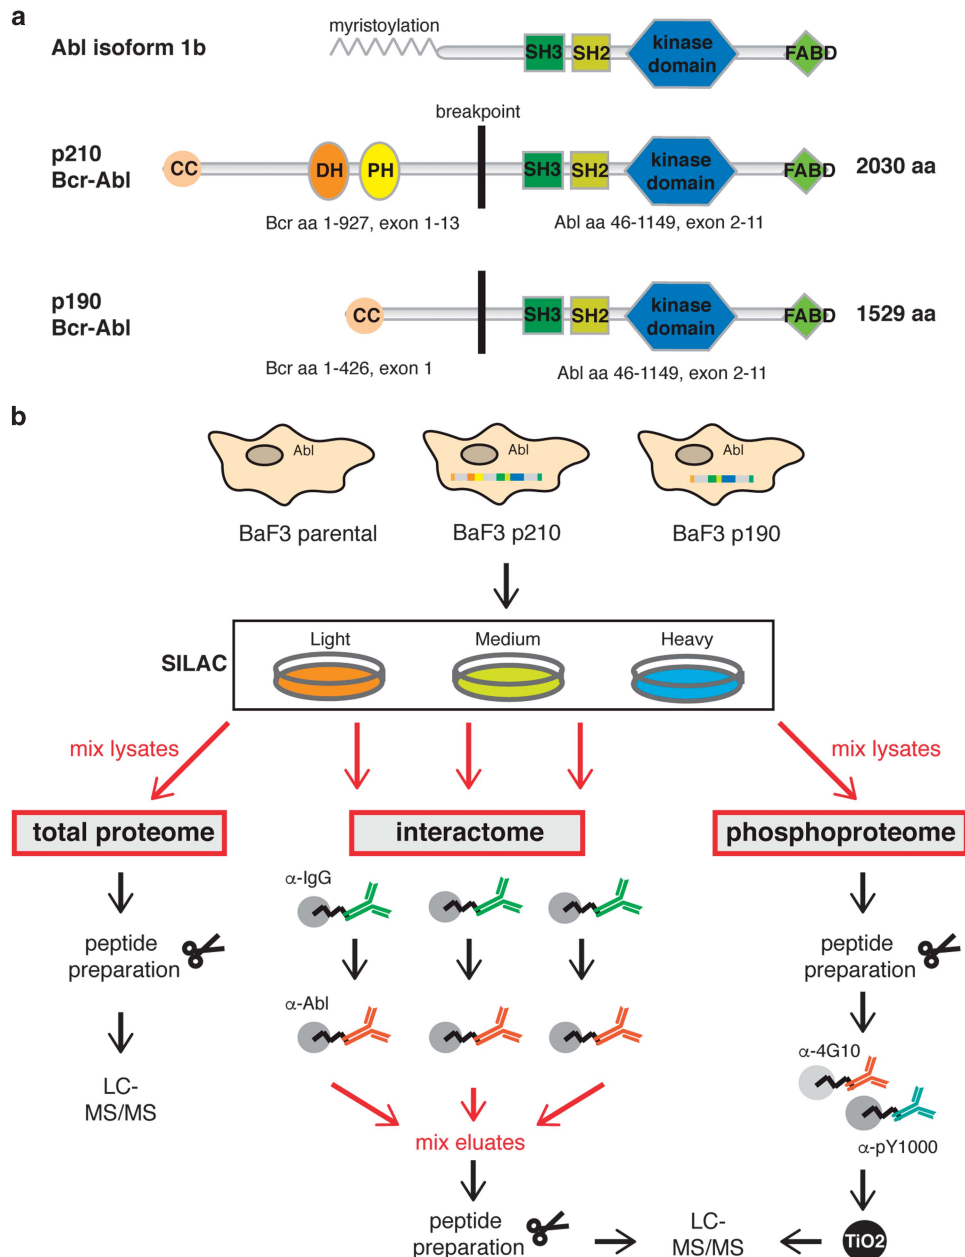 a
myristoylation
Abl isoform 1b
SH3 SH2 kinase domain FABD
breakpoint
p210
Bcr-Abl
CC DH PH SH3 SH2 kinase domain FABD
2030 aa
Bcr aa 1-927, exon 1-13
Abl aa 46-1149, exon 2-11
p190
Bcr-Abl
CC SH3 SH2 kinase domain FABD
1529 aa
Bcr aa 1-426, exon 1
Abl aa 46-1149, exon 2-11
b
Abl Abl Abl
BaF3 parental BaF3 p210 BaF3 p190
SILAC
Light Medium Heavy
mix lysates mix lysates
total proteome interactome phosphoproteome
α-IgG
peptide
preparation
peptide
preparation
α-Abl
α-4G10
LC-
MS/MS
mix eluates
α-pY1000
peptide
preparation
LC-
MS/MS
TiO2